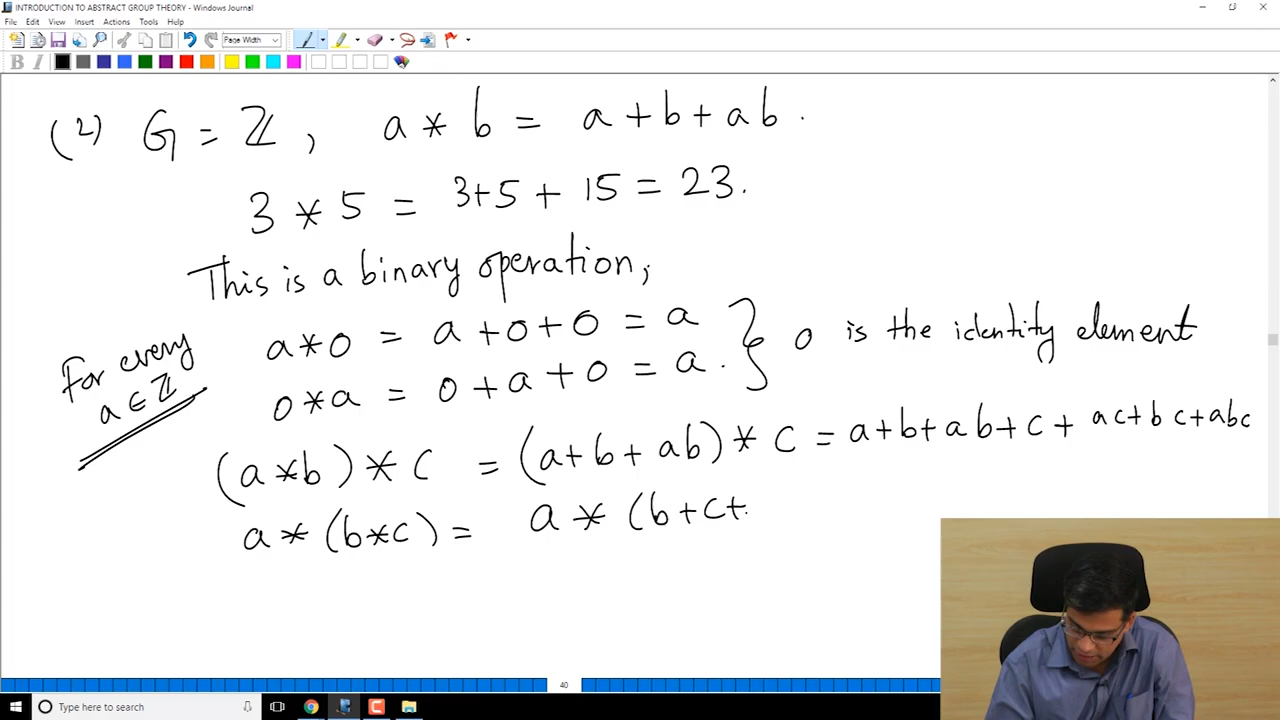 INTRODUCTION TO ABSTRACT GROUP THEORY - Windows Journal
File Edit View Insert Actions Tools Help
Page Width
B I
(2) G = ℤ, a * b = a + b + ab.
3 * 5 = 3+5 + 15 = 23.
This is a binary operation;
For every a ∈ ℤ
a*0 = a + 0 + 0 = a
0*a = 0 + a + 0 = a.
} 0 is the identity element
(a*b)*c = (a+b+ab)*c = a+b+ab+c+ac+bc+abc
a*(b*c) = a * (b+c+
40
Type here to search